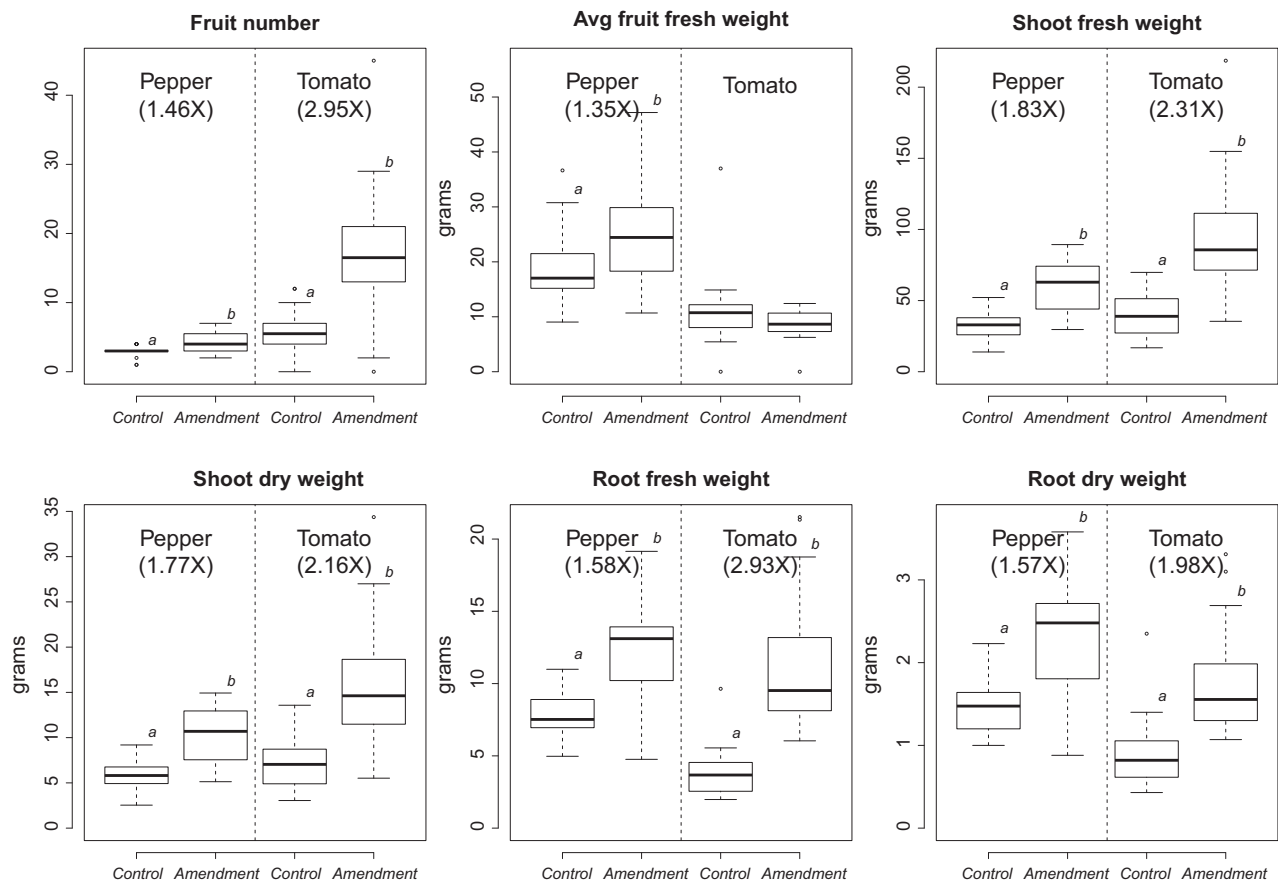 Fruit number
Pepper
(1.46X)
Tomato
(2.95X)
a
b
a
b
0
10
20
30
40
Control
Amendment
Control
Amendment
Avg fruit fresh weight
grams
Pepper
(1.35X)
Tomato
a
b
0
10
20
30
40
50
Control
Amendment
Control
Amendment
Shoot fresh weight
grams
Pepper
(1.83X)
Tomato
(2.31X)
a
b
a
b
0
50
100
150
200
Control
Amendment
Control
Amendment
Shoot dry weight
grams
Pepper
(1.77X)
Tomato
(2.16X)
a
b
a
b
0
5
10
15
20
25
30
35
Control
Amendment
Control
Amendment
Root fresh weight
grams
Pepper
(1.58X)
Tomato
(2.93X)
a
b
a
b
0
5
10
15
20
Control
Amendment
Control
Amendment
Root dry weight
grams
Pepper
(1.57X)
Tomato
(1.98X)
a
b
a
b
0
1
2
3
Control
Amendment
Control
Amendment